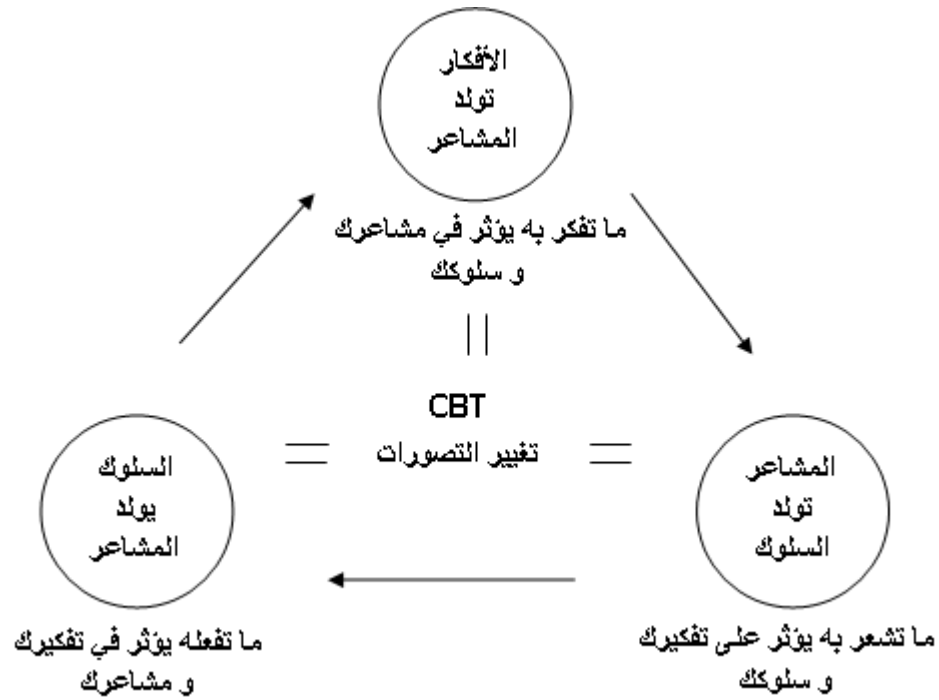 الأفكار
تولد
المشاعر
ما تفكر به يؤثر في مشاعرك
و سلوكك
CBT
تغيير التصورات
المشاعر
تولد
السلوك
ما تشعر به يؤثر على تفكيرك
و سلوكك
السلوك
يولد
المشاعر
ما تفعله يؤثر في تفكيرك
و مشاعرك